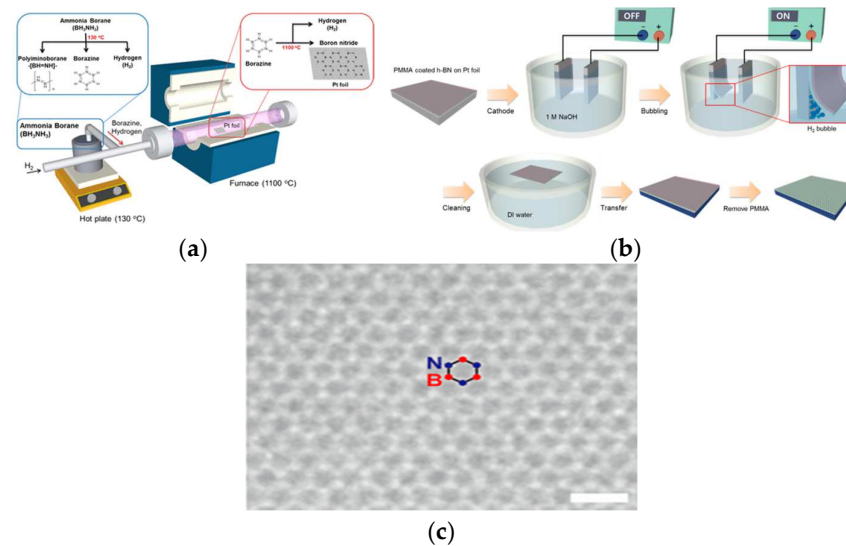 Ammonia Borane
(BH3NH3)
130 °C
Polyiminoborane
-[BH=NH]-
Borazine
Hydrogen
(H2)
Hydrogen
(H2)
1100 °C
Borazine
Boron nitride
Pt foil
Ammonia Borane
(BH3NH3)
Borazine,
Hydrogen
Pt foil
H2
Furnace (1100 °C)
Hot plate (130 °C)
(a)
OFF
- +
ON
- +
PMMA coated h-BN on Pt foil
Cathode
1 M NaOH
Bubbling
H2 bubble
Cleaning
DI water
Transfer
Remove PMMA
(b)
N
B
(c)